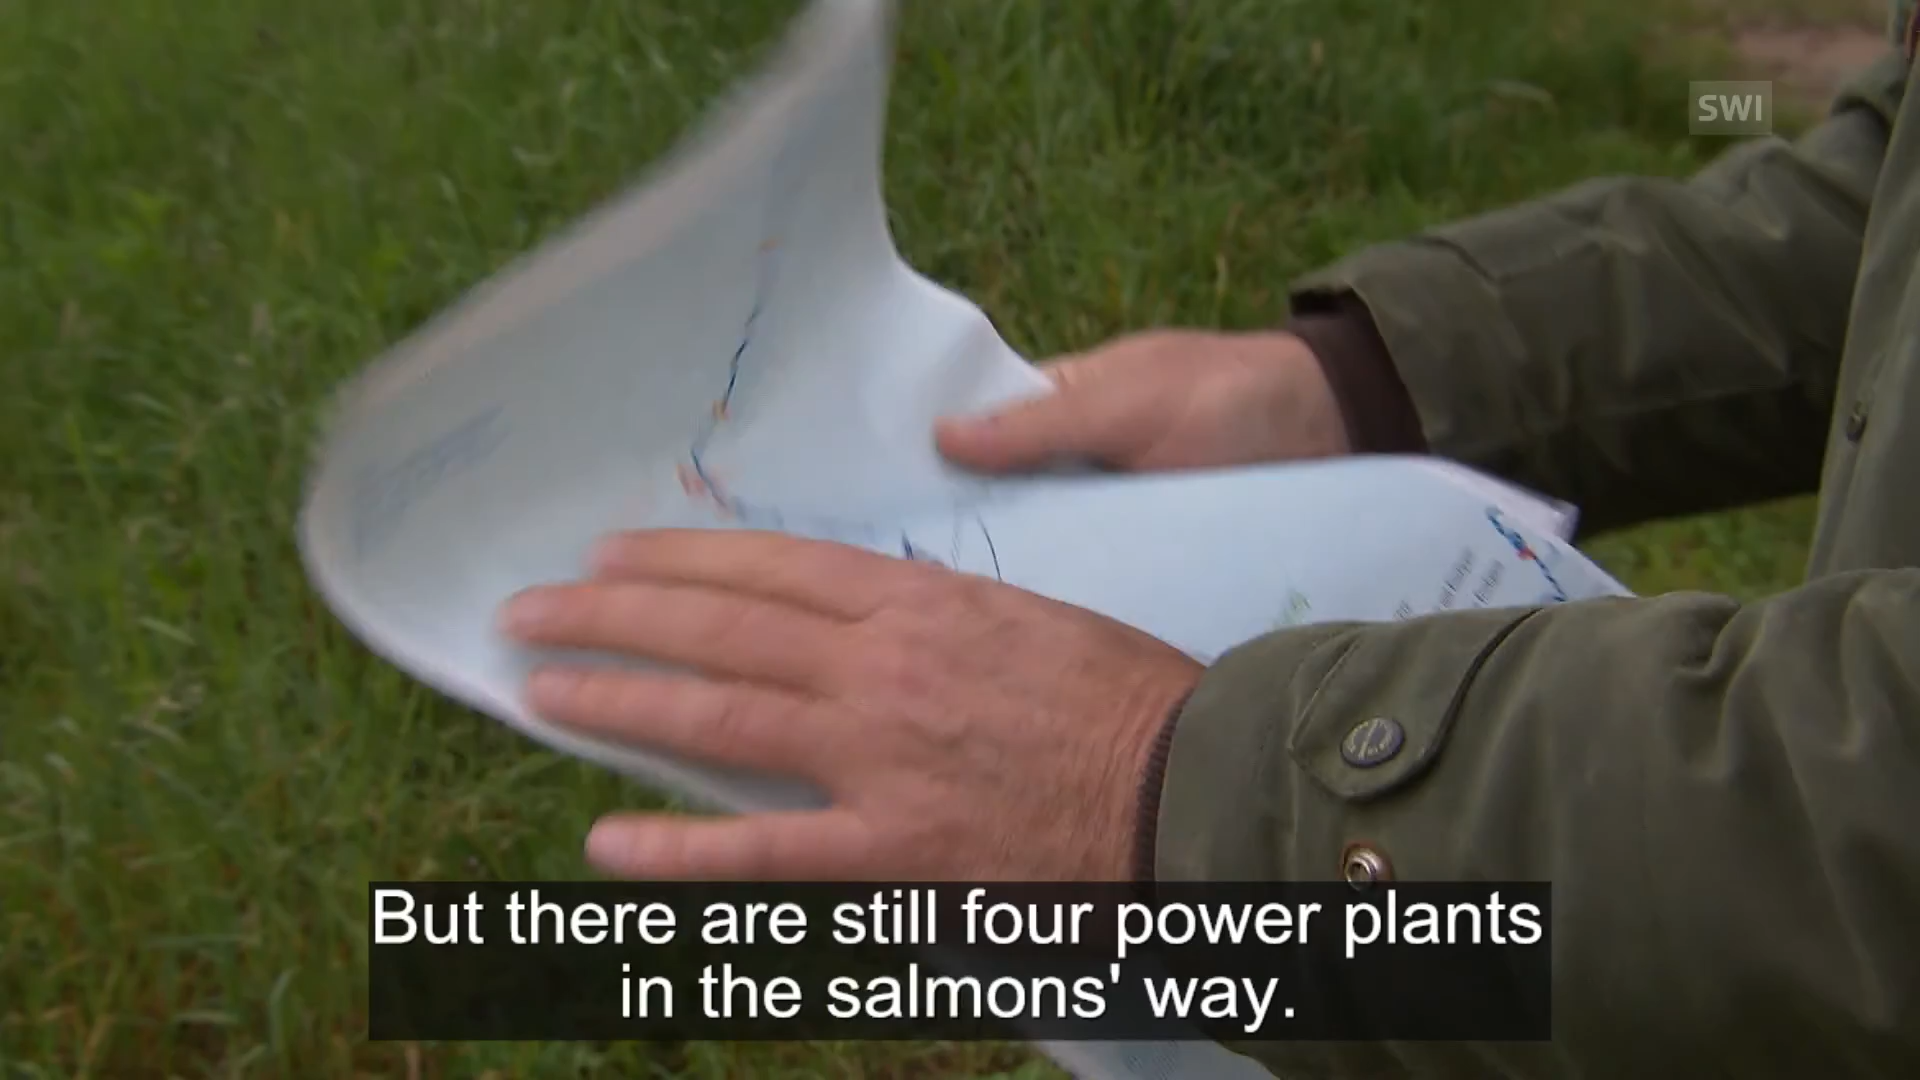 SWI
But there are still four power plants
in the salmons' way.